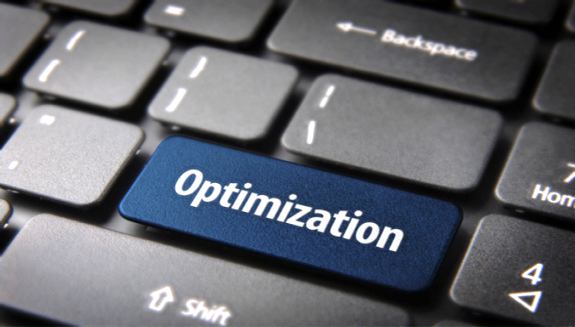 ← Backspace
{
[
}
]
|
\
"
'
Optimization
7
Hom
⇧ Shift
4
◁